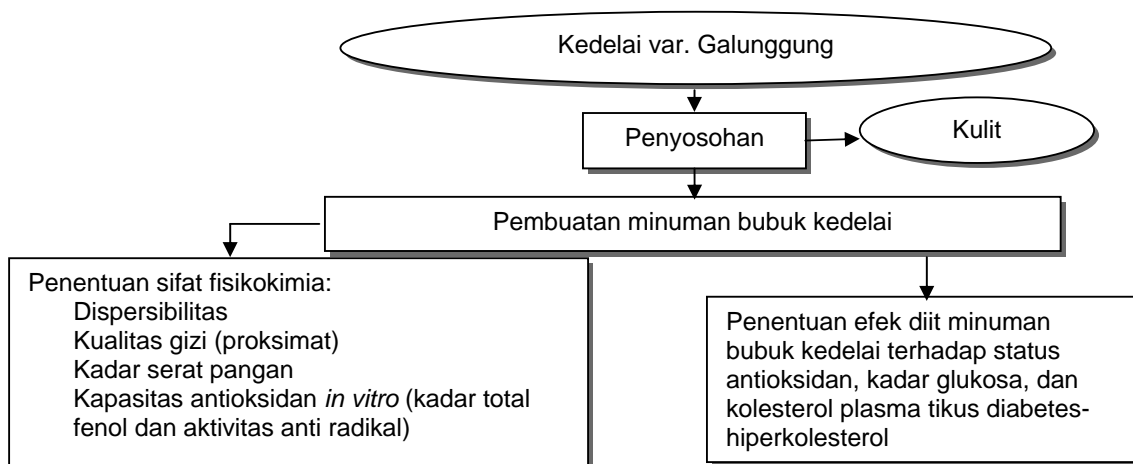 Kedelai var. Galunggung
Penyosohan
Kulit
Pembuatan minuman bubuk kedelai
Penentuan sifat fisikokimia:
Dispersibilitas
Kualitas gizi (proksimat)
Kadar serat pangan
Kapasitas antioksidan in vitro (kadar total
fenol dan aktivitas anti radikal)
Penentuan efek diit minuman
bubuk kedelai terhadap status
antioksidan, kadar glukosa, dan
kolesterol plasma tikus diabetes-
hiperkolesterol